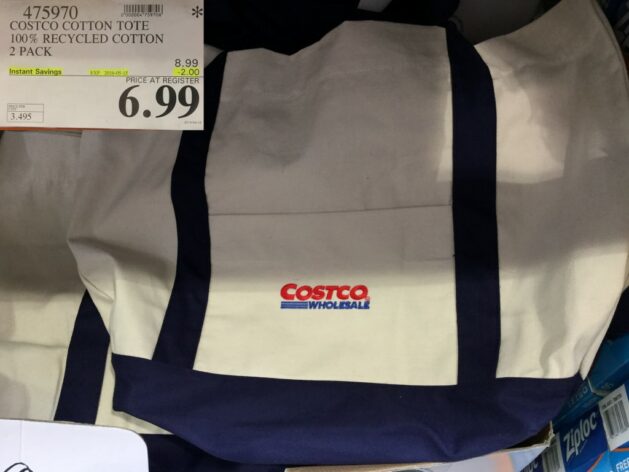 475970
*
COSTCO COTTON TOTE
100% RECYCLED COTTON
2 PACK
8.99
Instant Savings
-2.00
PRICE AT REGISTER
6.99
3.495
COSTCO
WHOLESALE
Ziploc
FREE